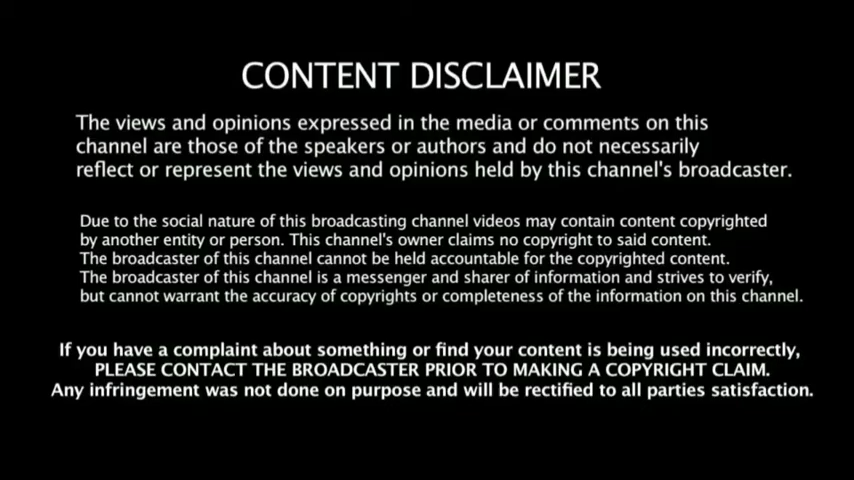 CONTENT DISCLAIMER
The views and opinions expressed in the media or comments on this
channel are those of the speakers or authors and do not necessarily
reflect or represent the views and opinions held by this channel's broadcaster.
Due to the social nature of this broadcasting channel videos may contain content copyrighted
by another entity or person. This channel's owner claims no copyright to said content.
The broadcaster of this channel cannot be held accountable for the copyrighted content.
The broadcaster of this channel is a messenger and sharer of information and strives to verify,
but cannot warrant the accuracy of copyrights or completeness of the information on this channel.
If you have a complaint about something or find your content is being used incorrectly,
PLEASE CONTACT THE BROADCASTER PRIOR TO MAKING A COPYRIGHT CLAIM.
Any infringement was not done on purpose and will be rectified to all parties satisfaction.